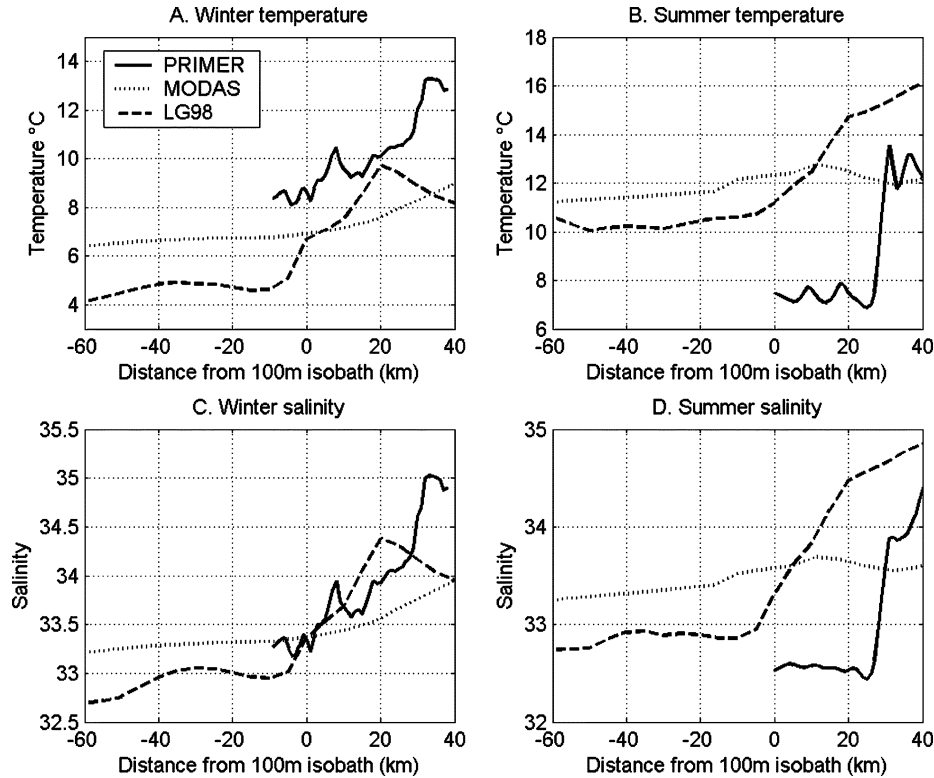 A. Winter temperature
Temperature °C
14
12
10
8
6
4
PRIMER
MODAS
LG98
-60 -40 -20 0 20 40
Distance from 100m isobath (km)
B. Summer temperature
Temperature °C
18
16
14
12
10
8
6
-60 -40 -20 0 20 40
Distance from 100m isobath (km)
C. Winter salinity
Salinity
35.5
35
34.5
34
33.5
33
32.5
-60 -40 -20 0 20 40
Distance from 100m isobath (km)
D. Summer salinity
Salinity
35
34
33
32
-60 -40 -20 0 20 40
Distance from 100m isobath (km)